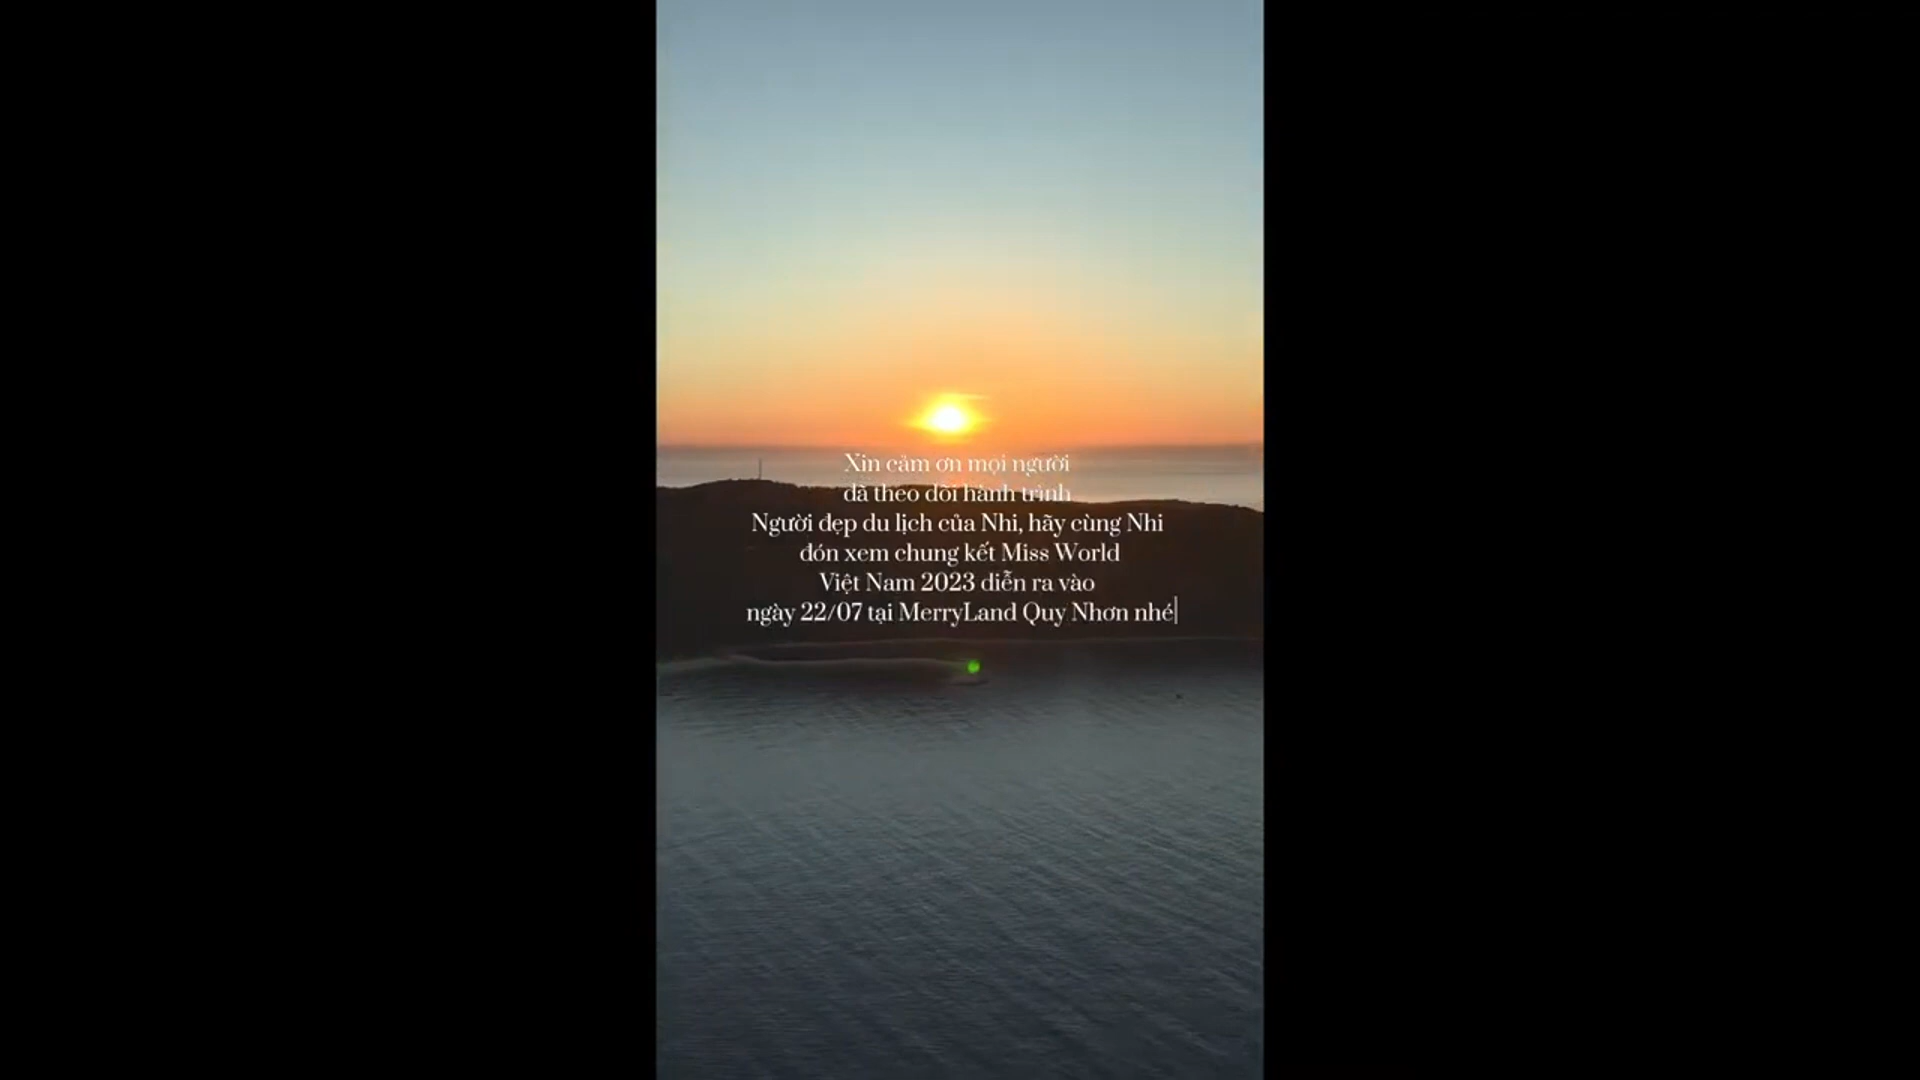 Xin cảm ơn mọi người
đã theo dõi hành trình
Người đẹp du lịch của Nhi, hãy cùng Nhi
đón xem chung kết Miss World
Việt Nam 2023 diễn ra vào
ngày 22/07 tại MerryLand Quy Nhơn nhé